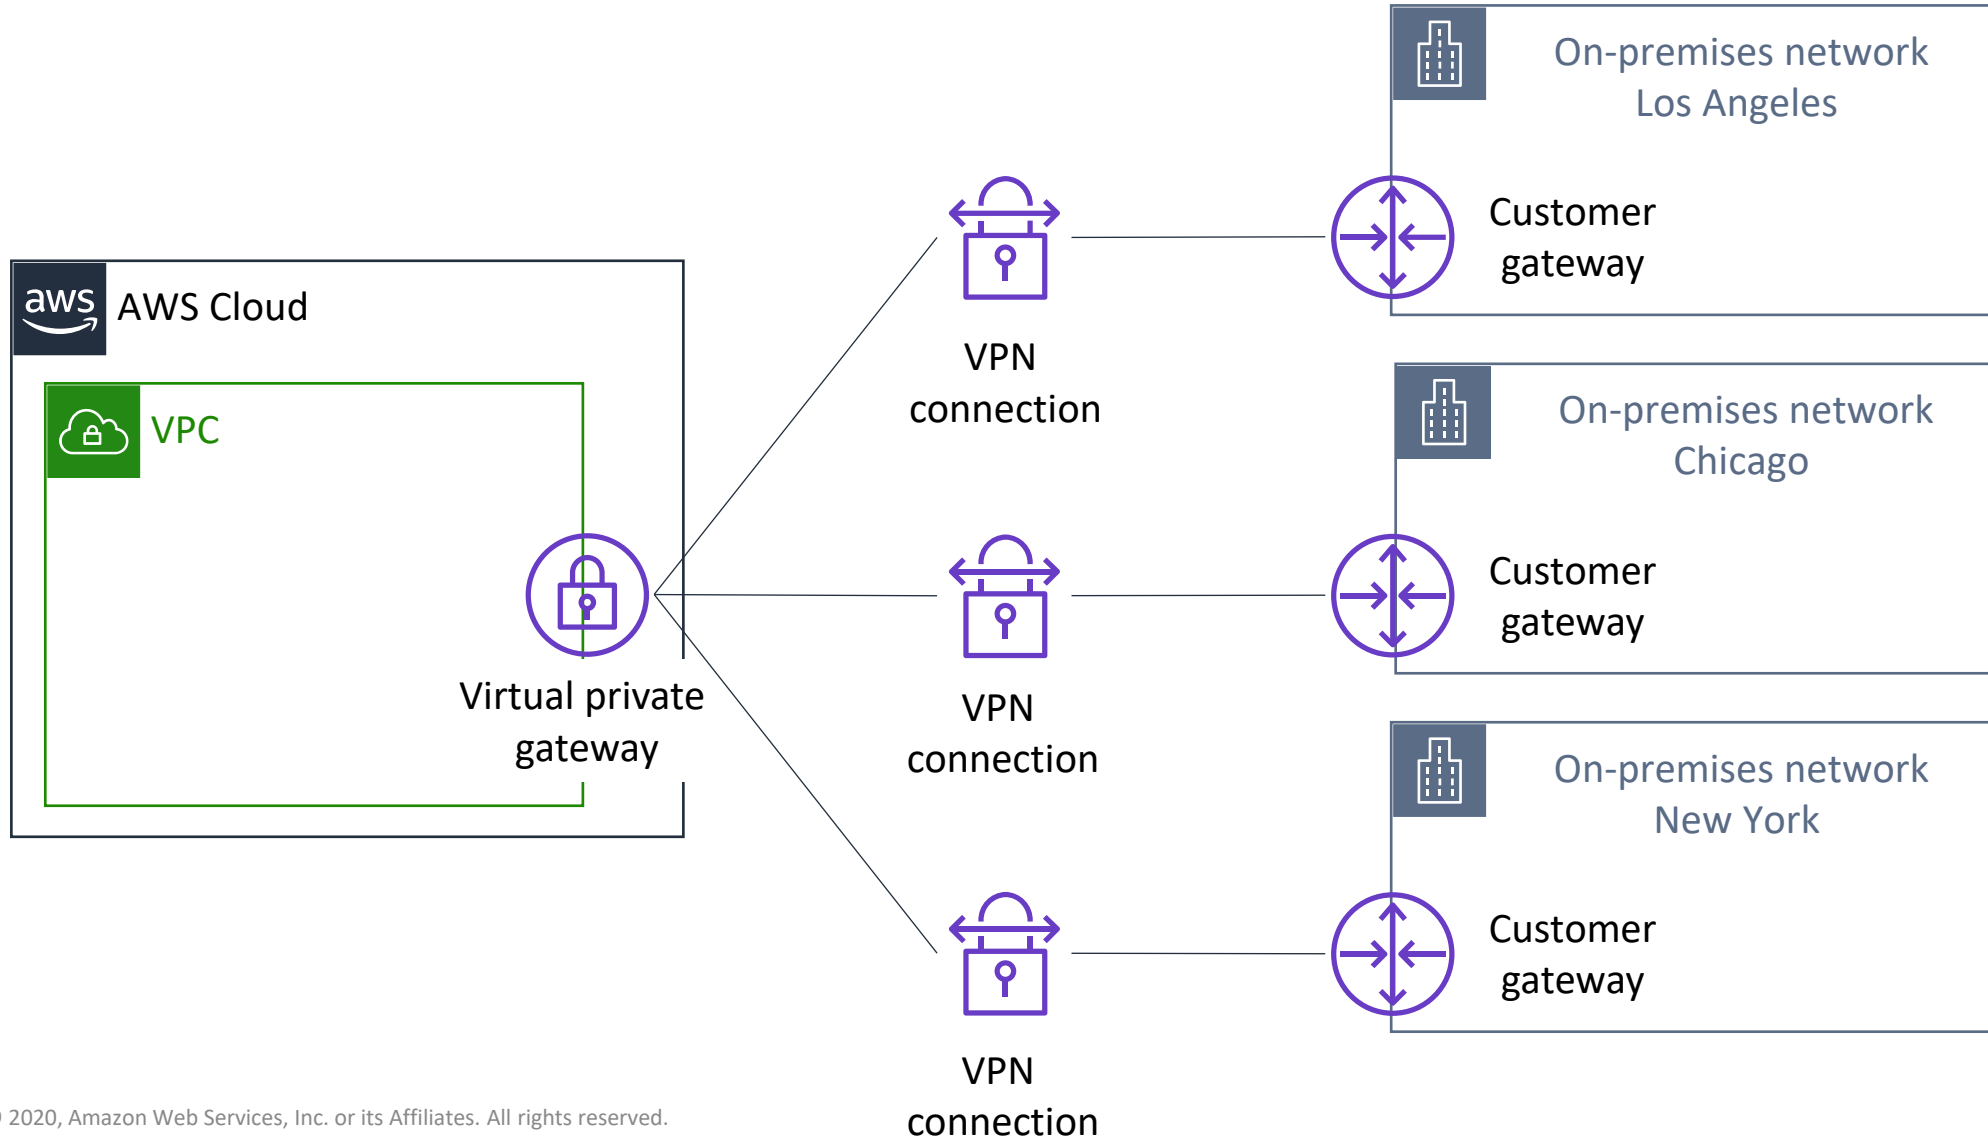 On-premises network
Los Angeles
Customer
gateway
aws
AWS Cloud
VPN
connection
VPC
On-premises network
Chicago
Customer
gateway
Virtual private
gateway
VPN
connection
On-premises network
New York
Customer
gateway
VPN
connection
2020, Amazon Web Services, Inc. or its Affiliates. All rights reserved.